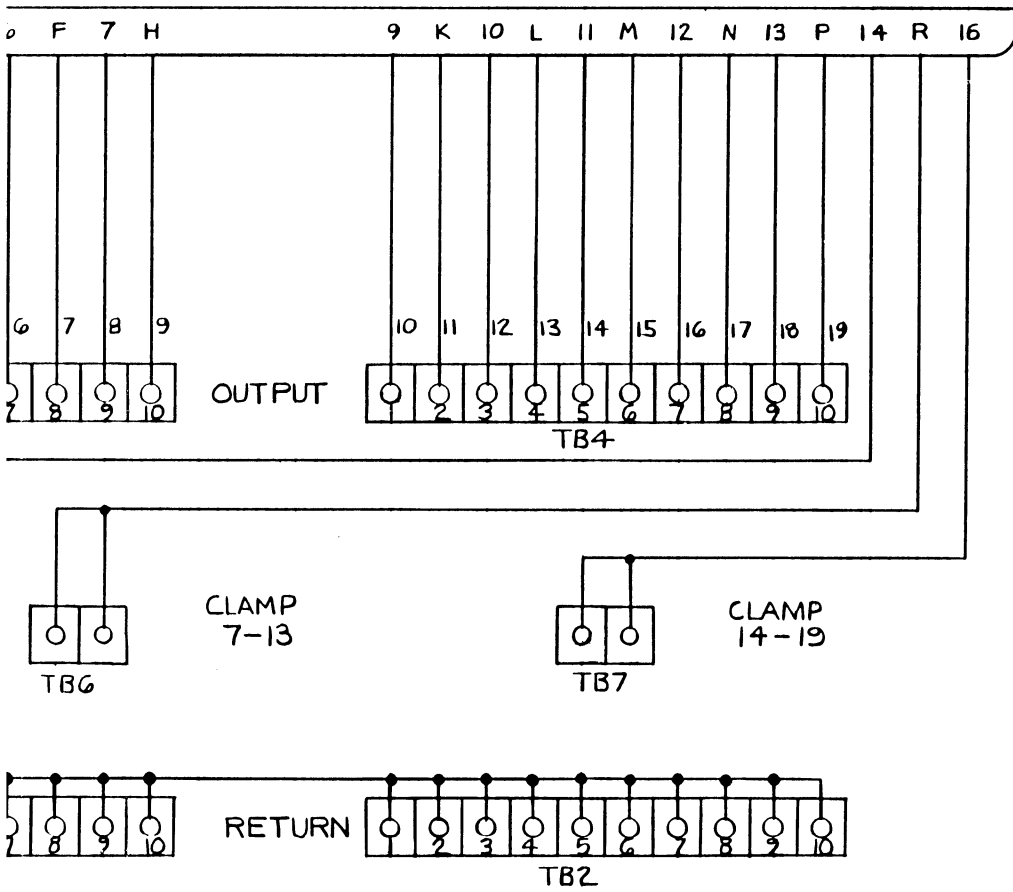 F 7 H 9 K 10 L 11 M 12 N 13 P 14 R 16
6 7 8 9 10 11 12 13 14 15 16 17 18 19
OUTPUT
8 9 10 1 2 3 4 5 6 7 8 9 10
TB4
CLAMP
7-13
CLAMP
14-19
TB6
TB7
RETURN
8 9 10 1 2 3 4 5 6 7 8 9 10
TB2